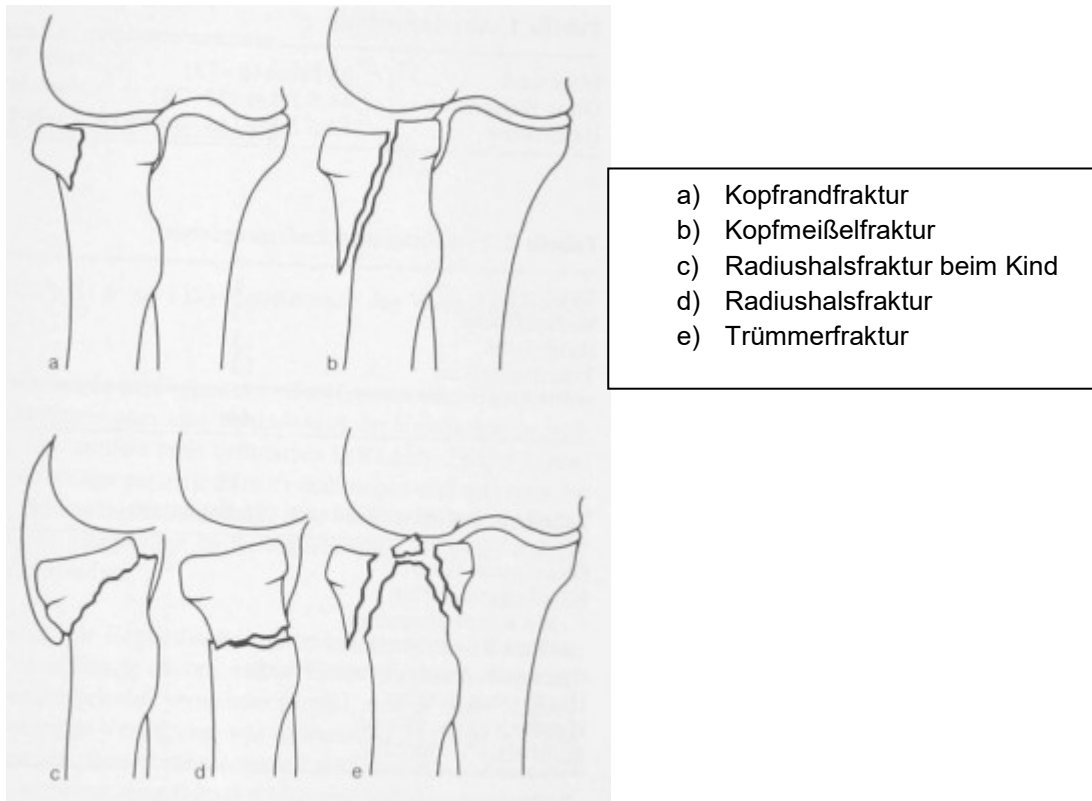 a
b
c
d
e
a) Kopfrandfraktur
b) Kopfmeißelfraktur
c) Radiushalsfraktur beim Kind
d) Radiushalsfraktur
e) Trümmerfraktur